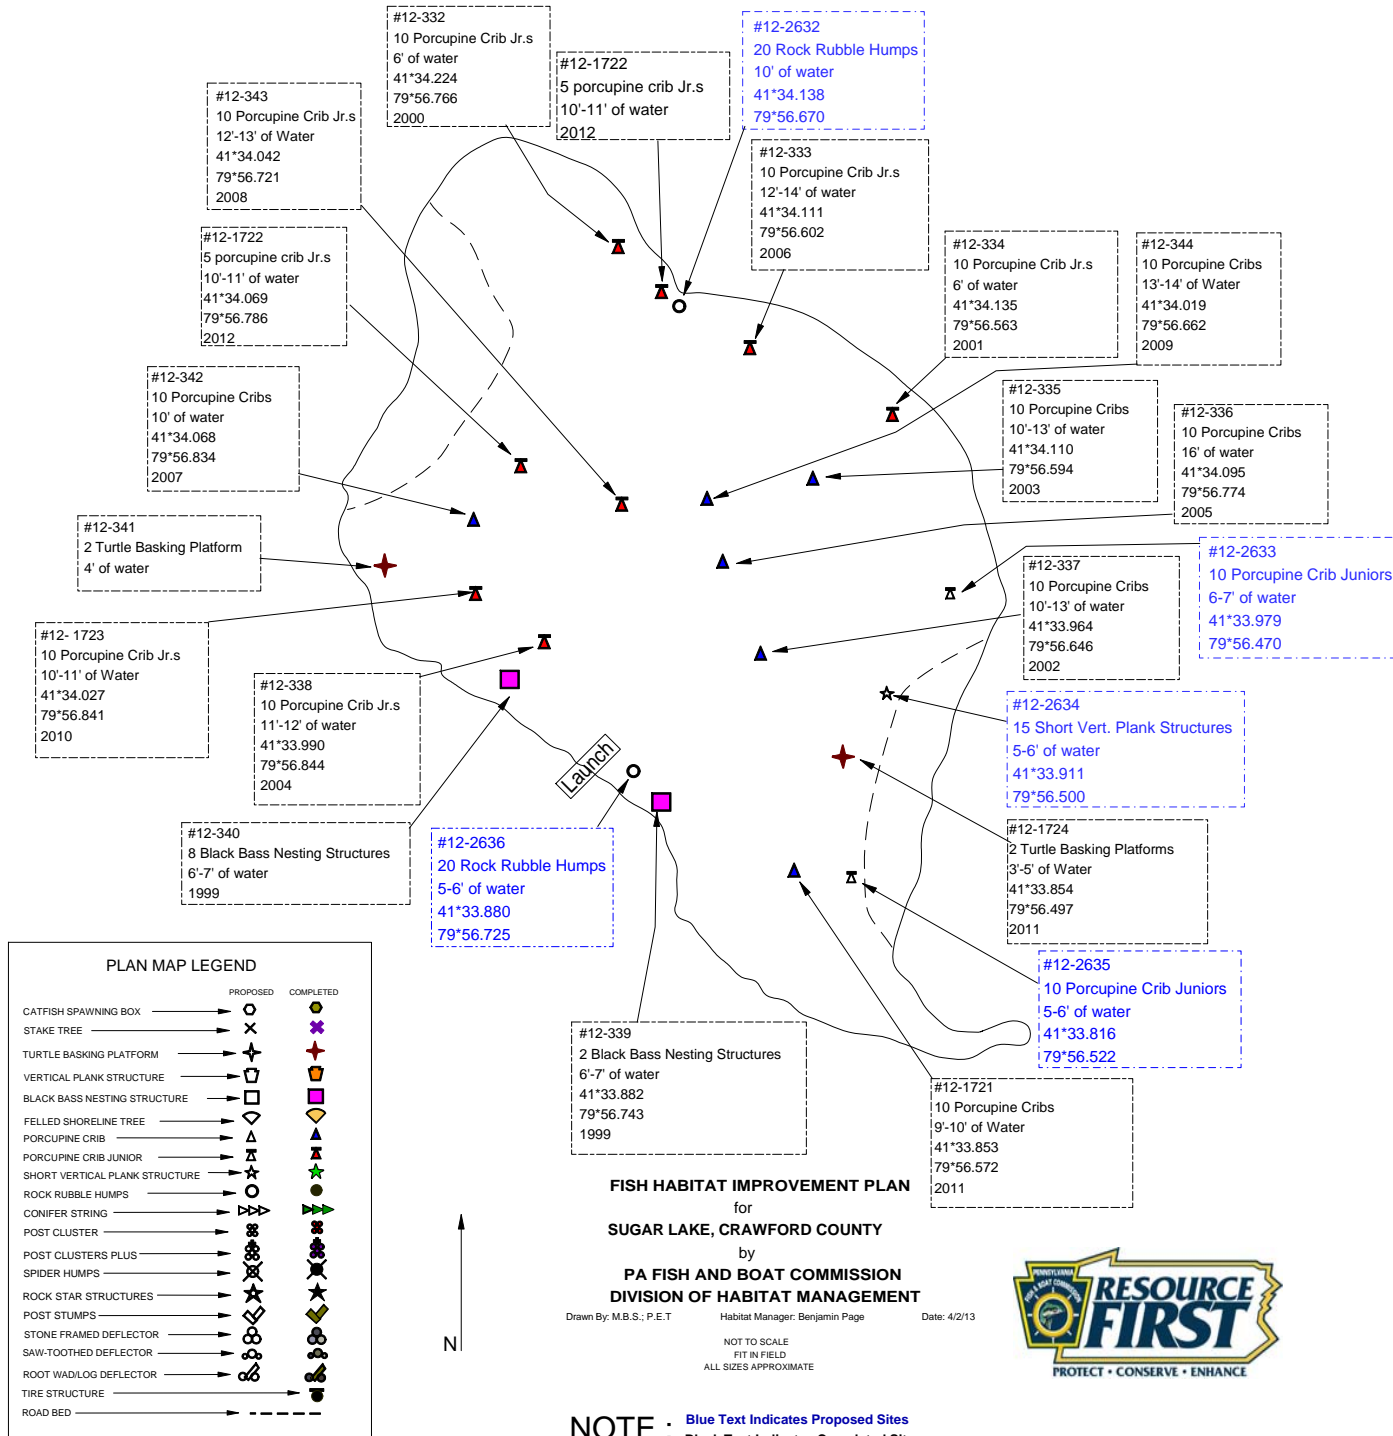 #12-332
10 Porcupine Crib Jr.s
6' of water
41*34.224
79*56.766
2000
#12-1722
5 porcupine crib Jr.s
10'-11' of water
2012
#12-2632
20 Rock Rubble Humps
10' of water
41*34.138
79*56.670
#12-343
10 Porcupine Crib Jr.s
12'-13' of Water
41*34.042
79*56.721
2008
#12-333
10 Porcupine Crib Jr.s
12'-14' of water
41*34.111
79*56.602
2006
#12-1722
5 porcupine crib Jr.s
10'-11' of water
41*34.069
79*56.786
2012
#12-334
10 Porcupine Crib Jr.s
6' of water
41*34.135
79*56.563
2001
#12-344
10 Porcupine Cribs
13'-14' of Water
41*34.019
79*56.662
2009
#12-342
10 Porcupine Cribs
10' of water
41*34.068
79*56.834
2007
#12-335
10 Porcupine Cribs
10'-13' of water
41*34.110
79*56.594
2003
#12-336
10 Porcupine Cribs
16' of water
41*34.095
79*56.774
2005
#12-341
2 Turtle Basking Platform
4' of water
#12-2633
10 Porcupine Crib Juniors
6-7' of water
41*33.979
79*56.470
#12-337
10 Porcupine Cribs
10'-13' of water
41*33.964
79*56.646
2002
#12- 1723
10 Porcupine Crib Jr.s
10'-11' of Water
41*34.027
79*56.841
2010
#12-338
10 Porcupine Crib Jr.s
11'-12' of water
41*33.990
79*56.844
2004
#12-2634
15 Short Vert. Plank Structures
5-6' of water
41*33.911
79*56.500
Launch
#12-340
8 Black Bass Nesting Structures
6'-7' of water
1999
#12-2636
20 Rock Rubble Humps
5-6' of water
41*33.880
79*56.725
#12-1724
2 Turtle Basking Platforms
3'-5' of Water
41*33.854
79*56.497
2011
#12-2635
10 Porcupine Crib Juniors
5-6' of water
41*33.816
79*56.522
#12-339
2 Black Bass Nesting Structures
6'-7' of water
41*33.882
79*56.743
1999
#12-1721
10 Porcupine Cribs
9'-10' of Water
41*33.853
79*56.572
2011
PLAN MAP LEGEND
PROPOSED COMPLETED
CATFISH SPAWNING BOX
STAKE TREE
TURTLE BASKING PLATFORM
VERTICAL PLANK STRUCTURE
BLACK BASS NESTING STRUCTURE
FELLED SHORELINE TREE
PORCUPINE CRIB
PORCUPINE CRIB JUNIOR
SHORT VERTICAL PLANK STRUCTURE
ROCK RUBBLE HUMPS
CONIFER STRING
POST CLUSTER
POST CLUSTERS PLUS
SPIDER HUMPS
ROCK STAR STRUCTURES
POST STUMPS
STONE FRAMED DEFLECTOR
SAW-TOOTHED DEFLECTOR
ROOT WAD/LOG DEFLECTOR
TIRE STRUCTURE
ROAD BED
N
FISH HABITAT IMPROVEMENT PLAN
for
SUGAR LAKE, CRAWFORD COUNTY
by
PA FISH AND BOAT COMMISSION
DIVISION OF HABITAT MANAGEMENT
Drawn By: M.B.S.; P.E.T Habitat Manager: Benjamin Page Date: 4/2/13
NOT TO SCALE
FIT IN FIELD
ALL SIZES APPROXIMATE
PENNSYLVANIA
FISH & BOAT COMMISSION
RESOURCE
FIRST
PROTECT • CONSERVE • ENHANCE
NOTE : Blue Text Indicates Proposed Sites